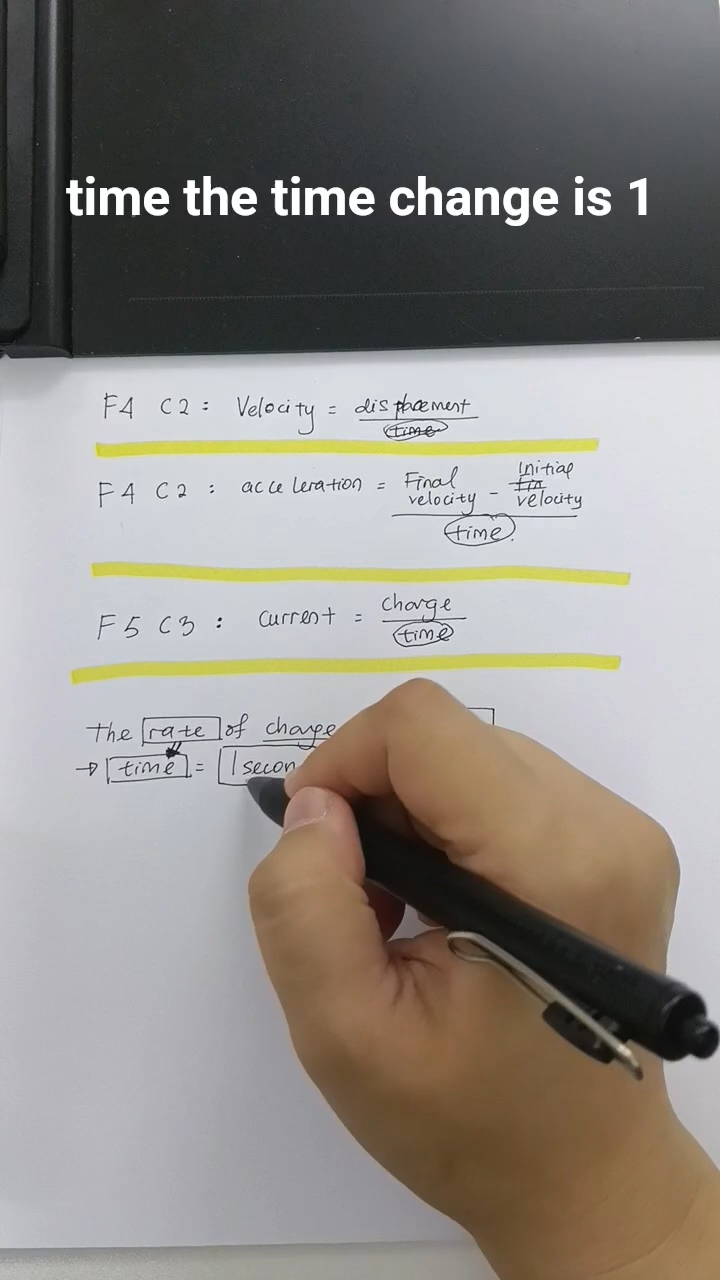 time the time change is 1
F4 C2 : Velocity = displacement
time
F4 C2 : acceleration = Final velocity - Initial velocity
time
F5 C3 : Current = charge
time
The rate of change
→ time = 1 secon